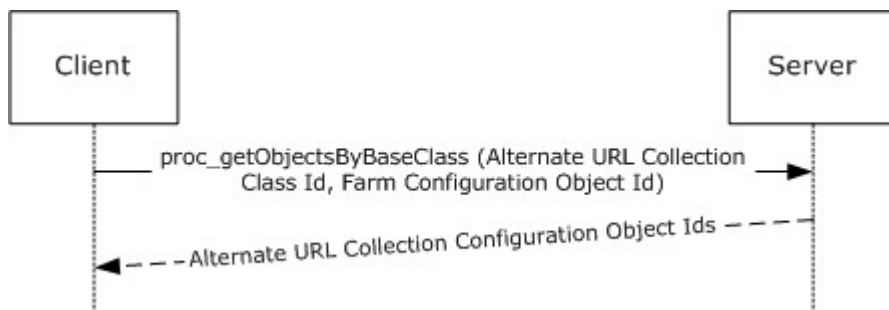 Client
Server
proc_getObjectsByBaseClass (Alternate URL Collection
Class Id, Farm Configuration Object Id)
Alternate URL Collection Configuration Object Ids